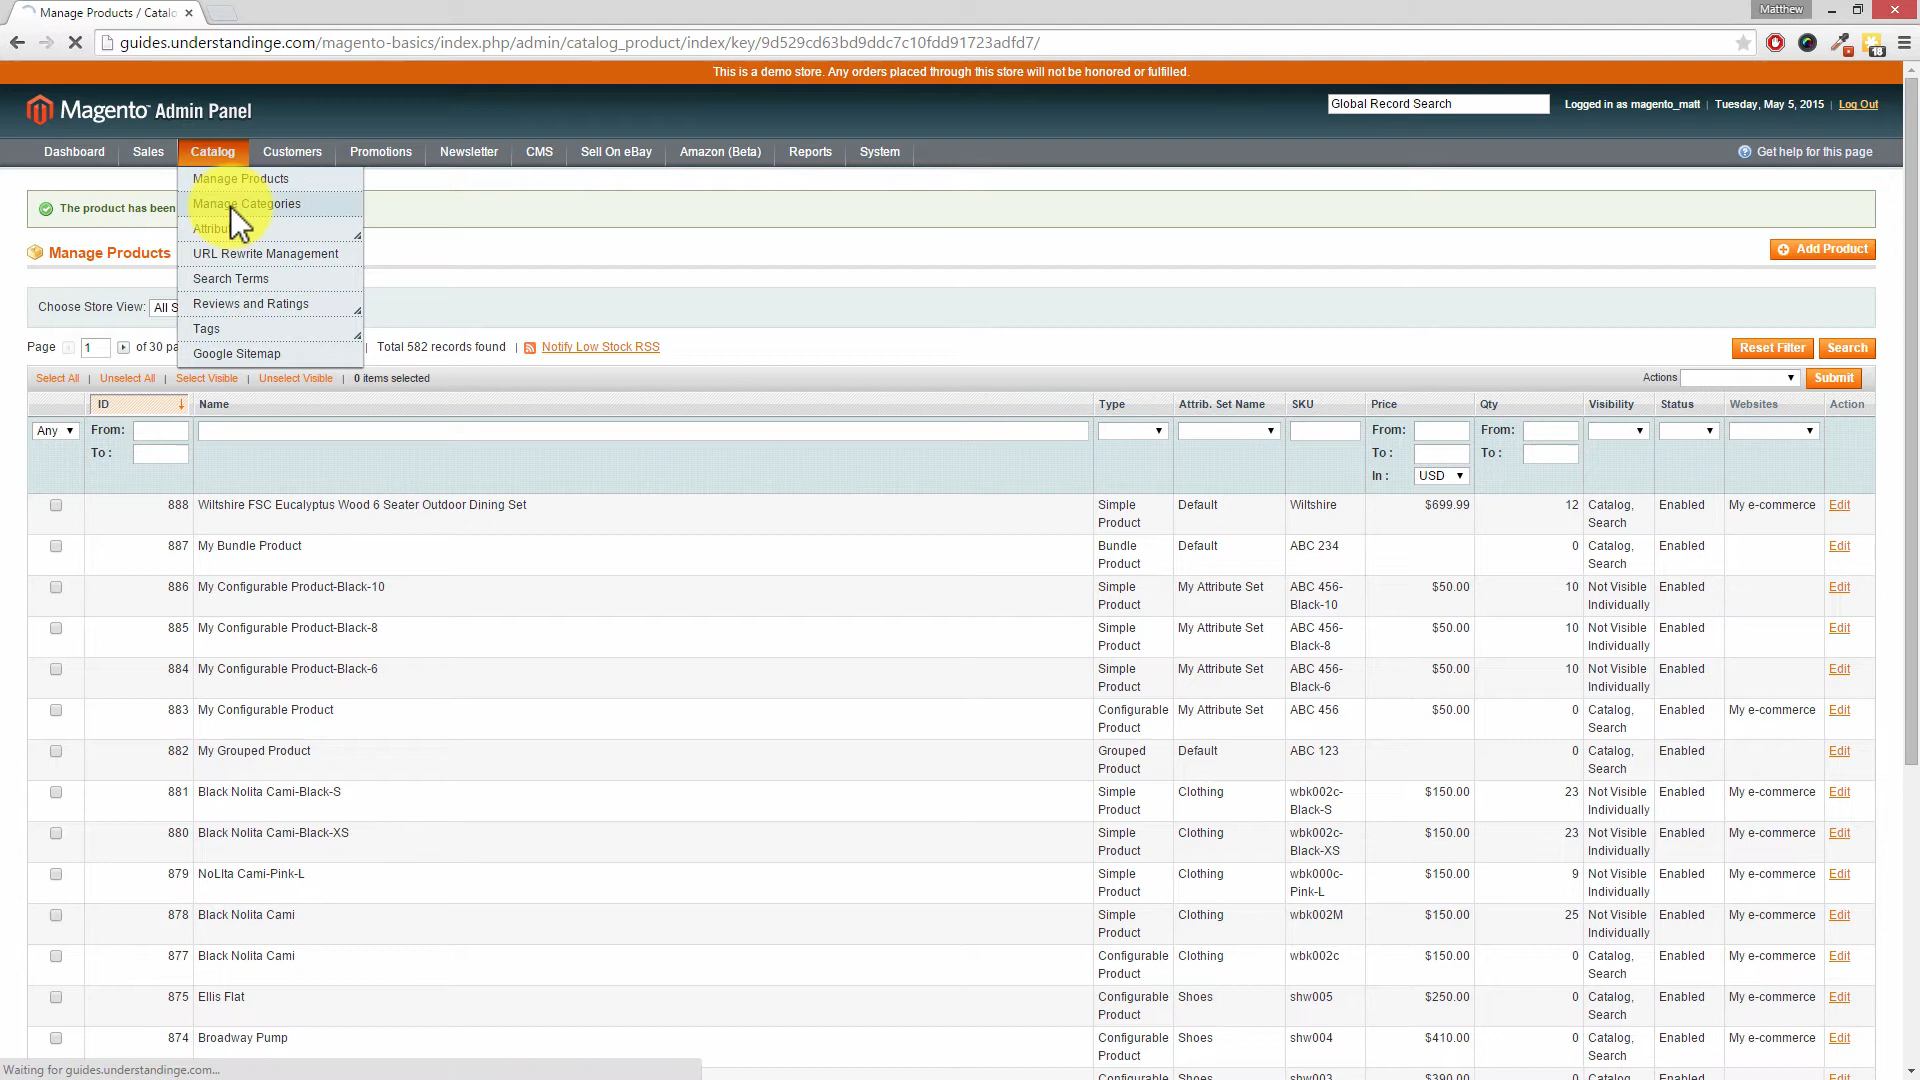 Manage Products / Catalo
Matthew
guides.understandinge.com/magento-basics/index.php/admin/catalog_product/index/key/9d529cd63bd9ddc7c10fdd91723adfd7/
18
This is a demo store. Any orders placed through this store will not be honored or fulfilled.
Magento Admin Panel
Global Record Search
Logged in as magento_matt | Tuesday, May 5, 2015 | Log Out
Dashboard Sales Catalog Customers Promotions Newsletter CMS Sell On eBay Amazon (Beta) Reports System
Get help for this page
Manage Products
Manage Categories
URL Rewrite Management
Search Terms
Reviews and Ratings
Tags
Google Sitemap
The product has been
Manage Products
Add Product
Choose Store View: All S
Page 1 of 30 pa | Total 582 records found | Notify Low Stock RSS
Reset Filter Search
Select All | Unselect All | Select Visible | Unselect Visible | 0 items selected
Actions Submit
ID Name Type Attrib. Set Name SKU Price Qty Visibility Status Websites Action
Any From: From: From:
To : To : To :
In : USD
888 Wiltshire FSC Eucalyptus Wood 6 Seater Outdoor Dining Set Simple Product Default Wiltshire $699.99 12 Catalog, Search Enabled My e-commerce Edit
887 My Bundle Product Bundle Product Default ABC 234 0 Catalog, Search Enabled Edit
886 My Configurable Product-Black-10 Simple Product My Attribute Set ABC 456-Black-10 $50.00 10 Not Visible Individually Enabled Edit
885 My Configurable Product-Black-8 Simple Product My Attribute Set ABC 456-Black-8 $50.00 10 Not Visible Individually Enabled Edit
884 My Configurable Product-Black-6 Simple Product My Attribute Set ABC 456-Black-6 $50.00 10 Not Visible Individually Enabled Edit
883 My Configurable Product Configurable Product My Attribute Set ABC 456 $50.00 0 Catalog, Search Enabled My e-commerce Edit
882 My Grouped Product Grouped Product Default ABC 123 0 Catalog, Search Enabled Edit
881 Black Nolita Cami-Black-S Simple Product Clothing wbk002c-Black-S $150.00 23 Not Visible Individually Enabled My e-commerce Edit
880 Black Nolita Cami-Black-XS Simple Product Clothing wbk002c-Black-XS $150.00 23 Not Visible Individually Enabled My e-commerce Edit
879 NoLIta Cami-Pink-L Simple Product Clothing wbk000c-Pink-L $150.00 9 Not Visible Individually Enabled My e-commerce Edit
878 Black Nolita Cami Simple Product Clothing wbk002M $150.00 25 Not Visible Individually Enabled My e-commerce Edit
877 Black Nolita Cami Configurable Product Clothing wbk002c $150.00 0 Catalog, Search Enabled My e-commerce Edit
875 Ellis Flat Configurable Product Shoes shw005 $250.00 0 Catalog, Search Enabled My e-commerce Edit
874 Broadway Pump Configurable Product Shoes shw004 $410.00 0 Catalog, Search Enabled My e-commerce Edit
Configurable Shoes shw003 $390.00 0 Catalog, Enabled My e-commerce Edit
Waiting for guides.understandinge.com...